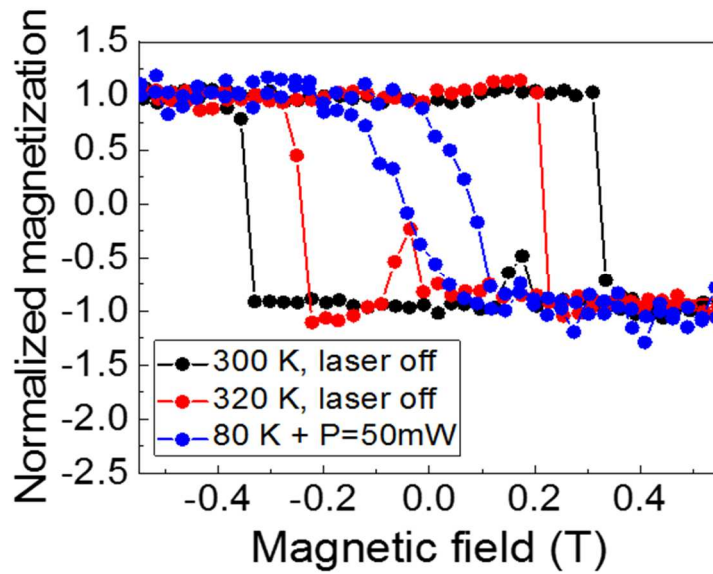 Normalized magnetization
1.5
1.0
0.5
0.0
-0.5
-1.0
-1.5
-2.0
-2.5
300 K, laser off
320 K, laser off
80 K + P=50mW
-0.4 -0.2 0.0 0.2 0.4
Magnetic field (T)